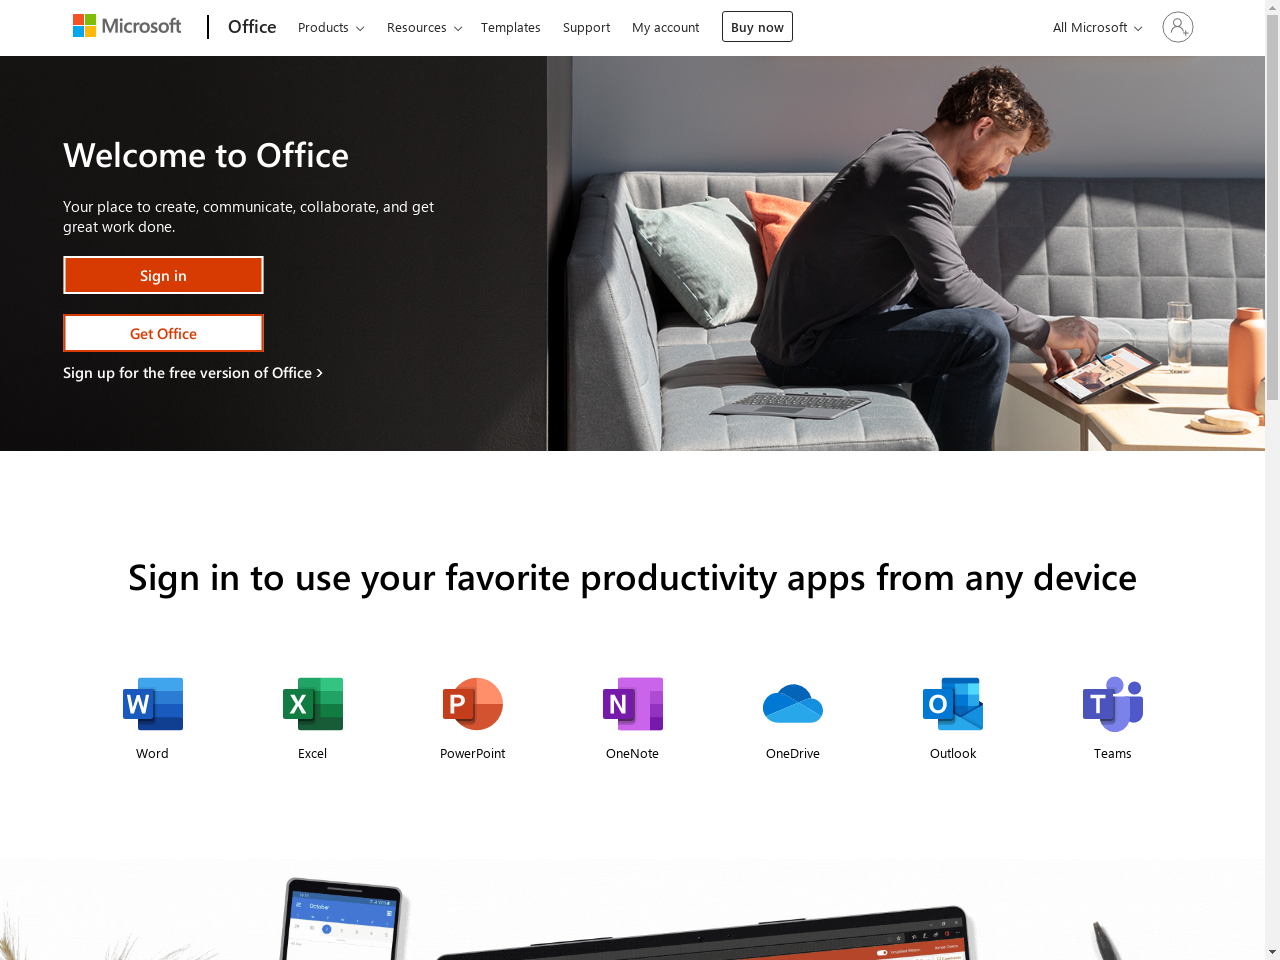 Microsoft
Office
Products
Resources
Templates
Support
My account
Buy now
All Microsoft
Welcome to Office
Your place to create, communicate, collaborate, and get
great work done.
Sign in
Get Office
Sign up for the free version of Office
Sign in to use your favorite productivity apps from any device
W
X
P
N
O
T
Word
Excel
PowerPoint
OneNote
OneDrive
Outlook
Teams
October